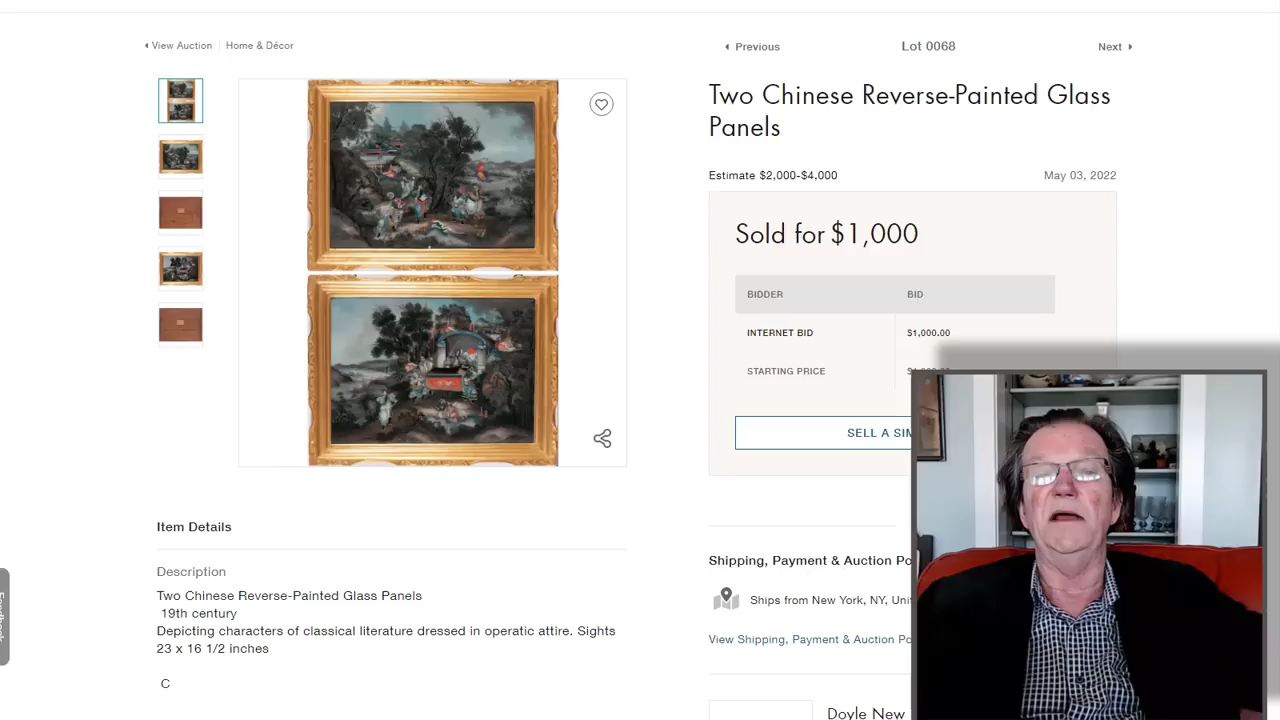 View Auction
Home & Décor
Previous
Lot 0068
Next
Two Chinese Reverse-Painted Glass
Panels
Estimate $2,000-$4,000
May 03, 2022
Sold for $1,000
BIDDER
BID
INTERNET BID
$1,000.00
STARTING PRICE
SELL A SIM
Item Details
Description
Two Chinese Reverse-Painted Glass Panels
19th century
Depicting characters of classical literature dressed in operatic attire. Sights
23 x 16 1/2 inches
C
Shipping, Payment & Auction Po
Ships from New York, NY, Uni
View Shipping, Payment & Auction Po
Doyle New
Feedback